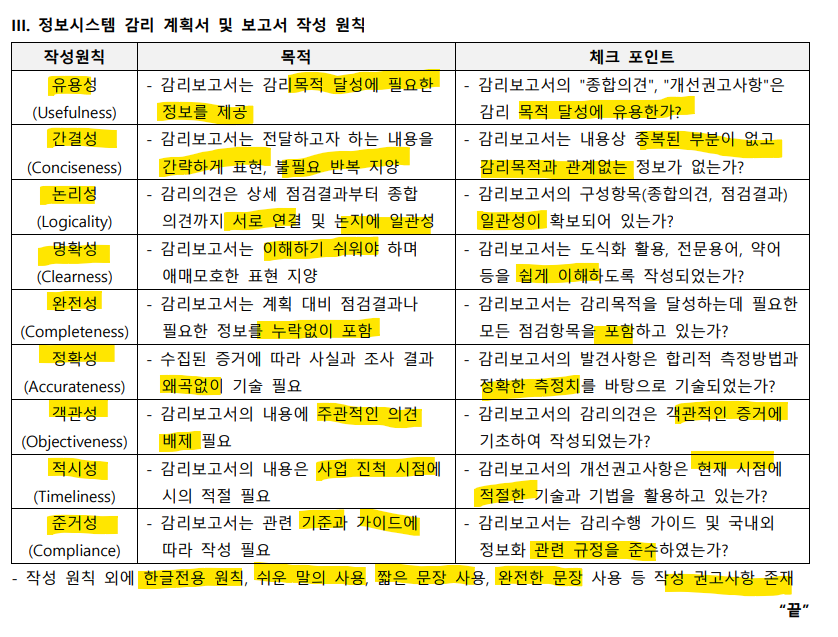 III. 정보시스템 감리 계획서 및 보고서 작성 원칙
작성원칙 목적 체크 포인트
유용성
(Usefulness)
- 감리보고서는 감리목적 달성에 필요한
정보를 제공
- 감리보고서의 "종합의견", "개선권고사항"은
감리 목적 달성에 유용한가?
간결성
(Conciseness)
- 감리보고서는 전달하고자 하는 내용을
간략하게 표현, 불필요 반복 지양
- 감리보고서는 내용상 중복된 부분이 없고
감리목적과 관계없는 정보가 없는가?
논리성
(Logicality)
- 감리의견은 상세 점검결과부터 종합
의견까지 서로 연결 및 논지에 일관성
- 감리보고서의 구성항목(종합의견, 점검결과)
일관성이 확보되어 있는가?
명확성
(Clearness)
- 감리보고서는 이해하기 쉬워야 하며
애매모호한 표현 지양
- 감리보고서는 도식화 활용, 전문용어, 약어
등을 쉽게 이해하도록 작성되었는가?
완전성
(Completeness)
- 감리보고서는 계획 대비 점검결과나
필요한 정보를 누락없이 포함
- 감리보고서는 감리목적을 달성하는데 필요한
모든 점검항목을 포함하고 있는가?
정확성
(Accurateness)
- 수집된 증거에 따라 사실과 조사 결과
왜곡없이 기술 필요
- 감리보고서의 발견사항은 합리적 측정방법과
정확한 측정치를 바탕으로 기술되었는가?
객관성
(Objectiveness)
- 감리보고서의 내용에 주관적인 의견
배제 필요
- 감리보고서의 감리의견은 객관적인 증거에
기초하여 작성되었는가?
적시성
(Timeliness)
- 감리보고서의 내용은 사업 진척 시점에
시의 적절 필요
- 감리보고서의 개선권고사항은 현재 시점에
적절한 기술과 기법을 활용하고 있는가?
준거성
(Compliance)
- 감리보고서는 관련 기준과 가이드에
따라 작성 필요
- 감리보고서는 감리수행 가이드 및 국내외
정보화 관련 규정을 준수하였는가?
- 작성 원칙 외에 한글전용 원칙, 쉬운 말의 사용, 짧은 문장 사용, 완전한 문장 사용 등 작성 권고사항 존재
“끝”